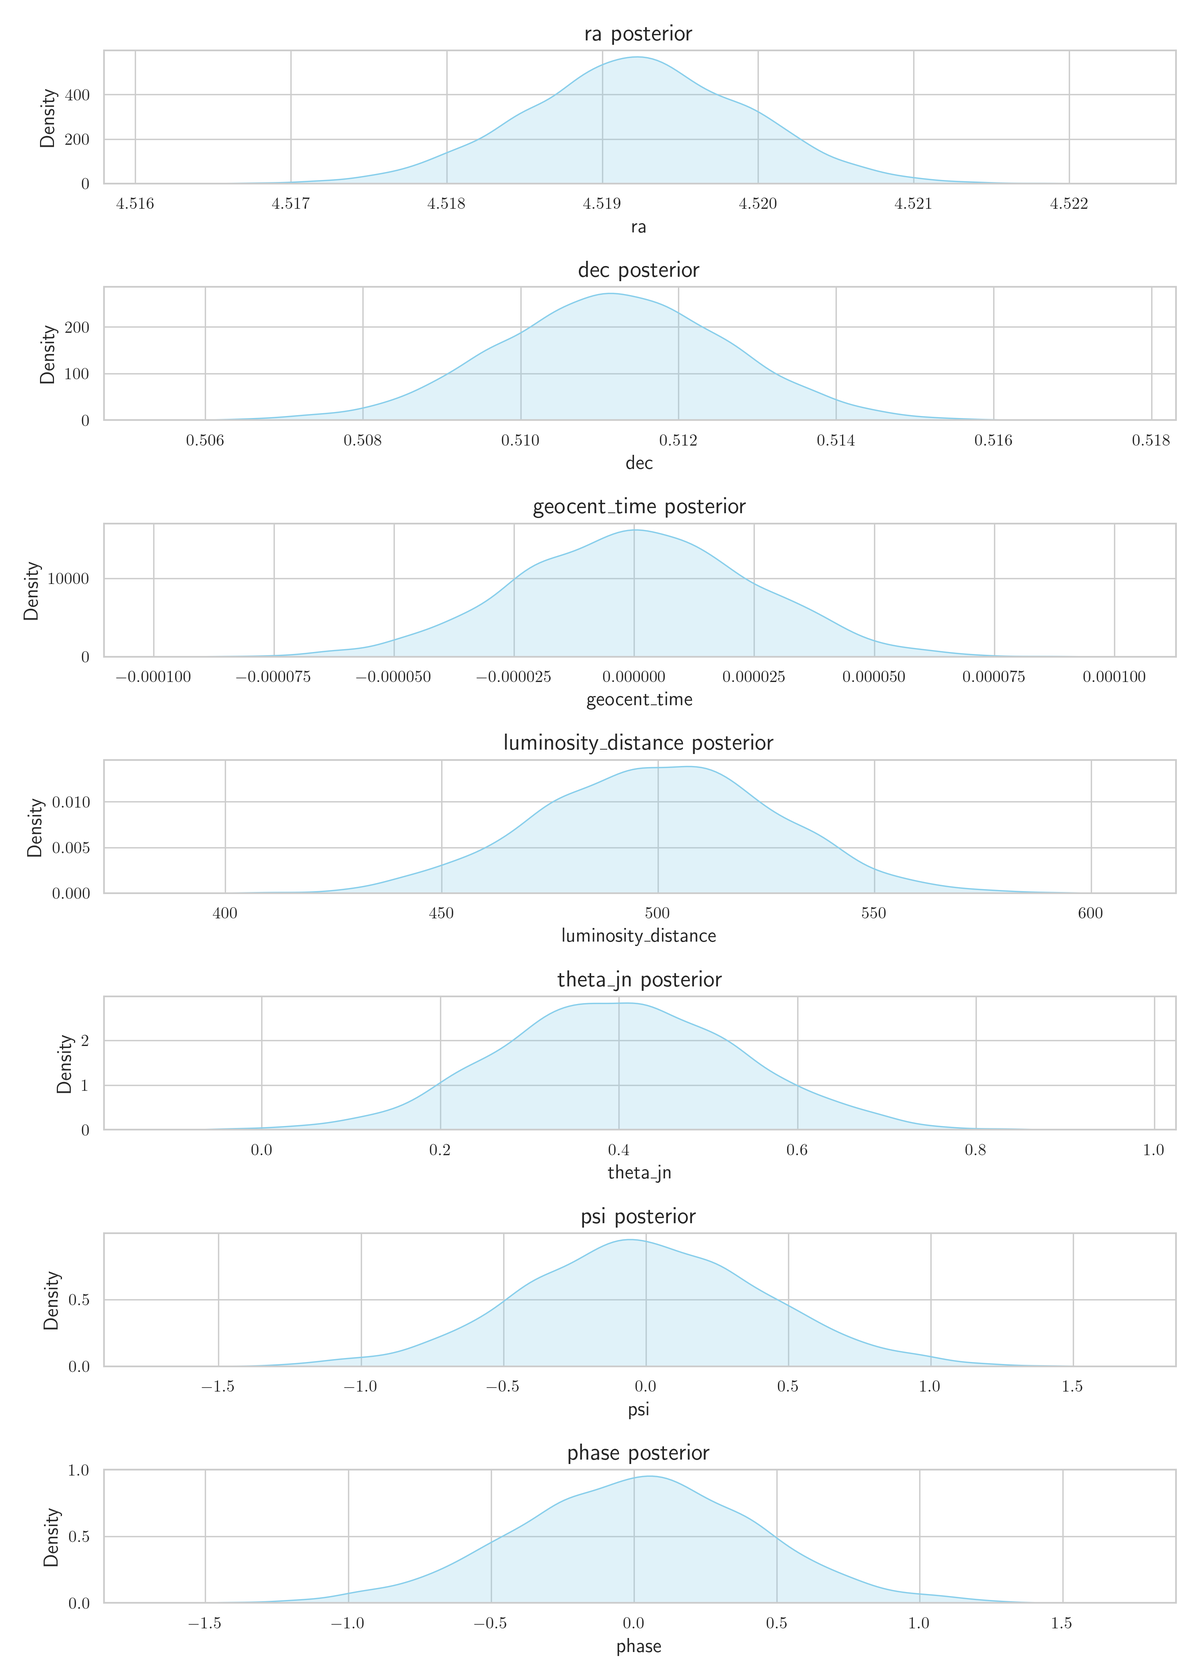 ra posterior
Density
400
200
0
4.516 4.517 4.518 4.519 4.520 4.521 4.522
ra
dec posterior
Density
200
100
0
0.506 0.508 0.510 0.512 0.514 0.516 0.518
dec
geocent_time posterior
Density
10000
0
−0.000100 −0.000075 −0.000050 −0.000025 0.000000 0.000025 0.000050 0.000075 0.000100
geocent_time
luminosity_distance posterior
Density
0.010
0.005
0.000
400 450 500 550 600
luminosity_distance
theta_jn posterior
Density
2
1
0
0.0 0.2 0.4 0.6 0.8 1.0
theta_jn
psi posterior
Density
0.5
0.0
−1.5 −1.0 −0.5 0.0 0.5 1.0 1.5
psi
phase posterior
Density
1.0
0.5
0.0
−1.5 −1.0 −0.5 0.0 0.5 1.0 1.5
phase